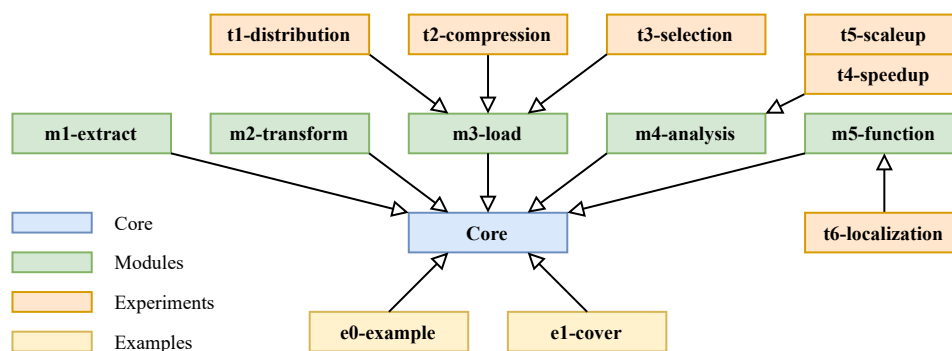 t1-distribution
t2-compression
t3-selection
t5-scaleup
t4-speedup
m1-extract
m2-transform
m3-load
m4-analysis
m5-function
Core
Core
t6-localization
Modules
Experiments
e0-example
e1-cover
Examples